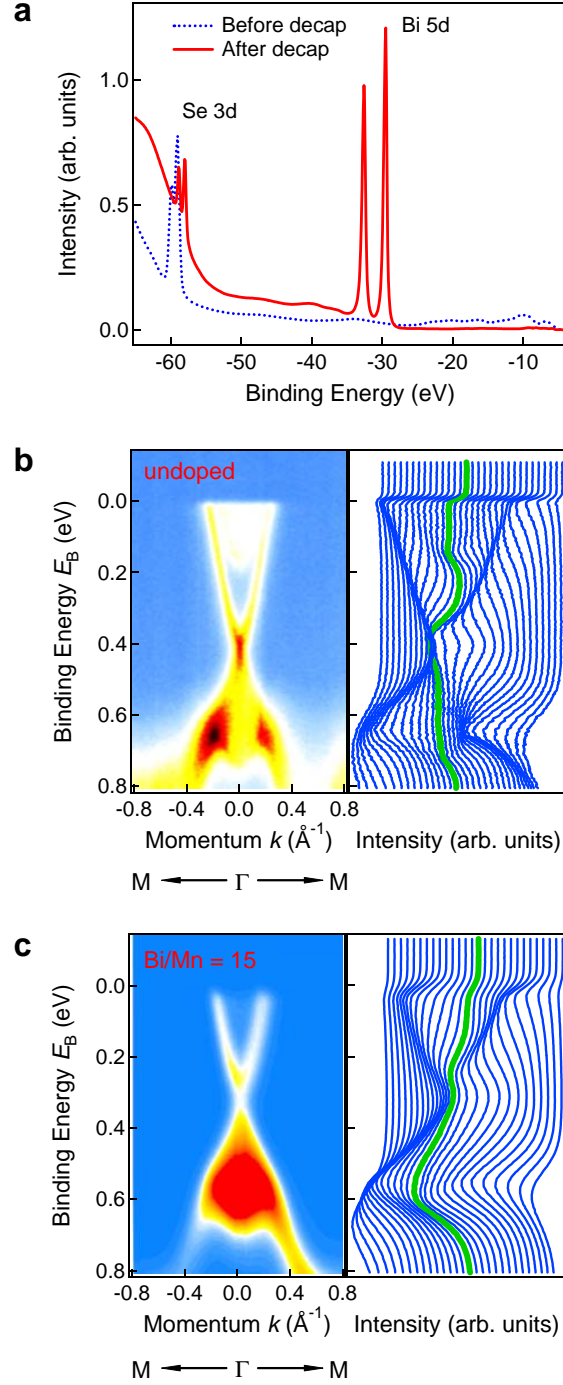 a
Before decap
After decap
Bi 5d
Se 3d
1.0
0.5
0.0
Intensity (arb. units)
-60 -50 -40 -30 -20 -10
Binding Energy (eV)
b
undoped
0.0
0.2
0.4
0.6
0.8
Binding Energy E_B (eV)
-0.8 -0.4 0.0 0.4 0.8
Momentum k (Å⁻¹) Intensity (arb. units)
M Γ M
c
Bi/Mn = 15
0.0
0.2
0.4
0.6
0.8
Binding Energy E_B (eV)
-0.8 -0.4 0.0 0.4 0.8
Momentum k (Å⁻¹) Intensity (arb. units)
M Γ M